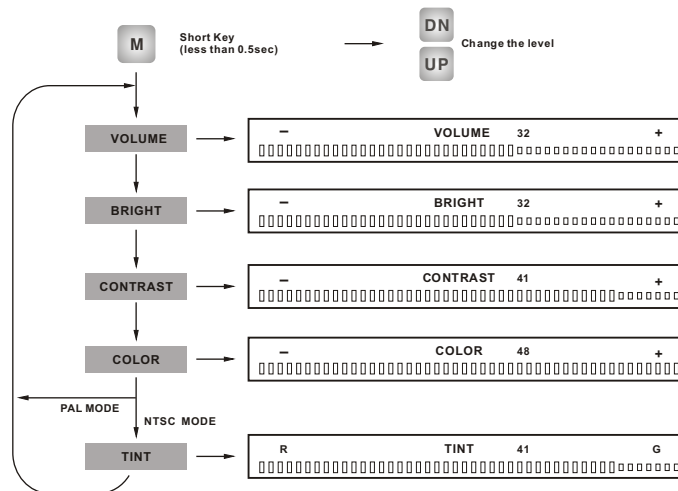 M
Short Key
(less than 0.5sec)
DN
UP
Change the level
VOLUME
– VOLUME 32 +
BRIGHT
– BRIGHT 32 +
CONTRAST
– CONTRAST 41 +
COLOR
– COLOR 48 +
PAL MODE
NTSC MODE
TINT
R TINT 41 G